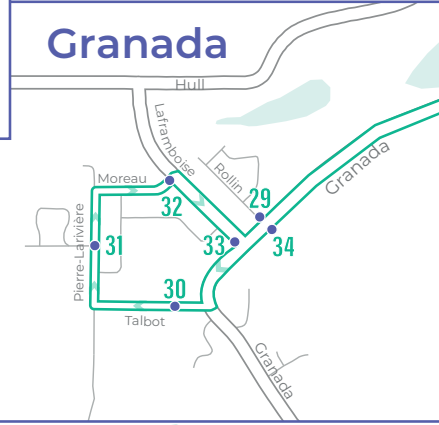 Granada
Hull
Laframboise
Moreau
Rollin
Granada
32
29
Pierre-Larivière
31
33
34
30
Talbot
Granada